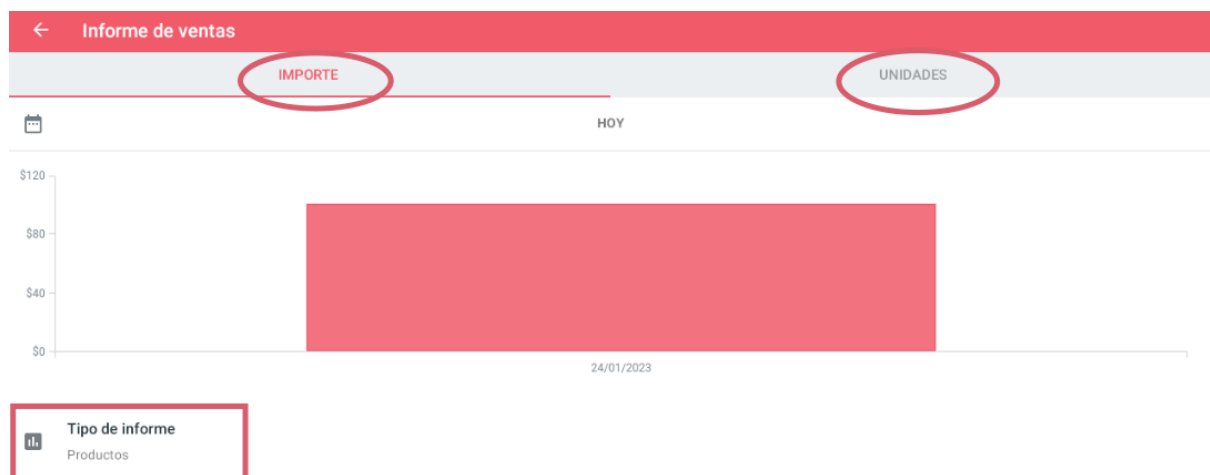 Informe de ventas
IMPORTE
UNIDADES
HOY
$120
$80
$40
$0
24/01/2023
Tipo de informe
Productos